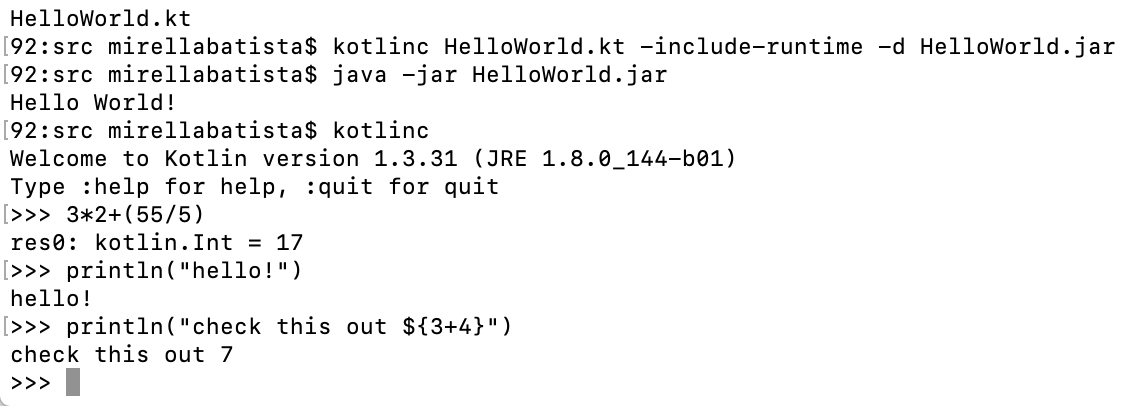 HelloWorld.kt
[92:src mirellabatista$ kotlinc HelloWorld.kt -include-runtime -d HelloWorld.jar
[92:src mirellabatista$ java -jar HelloWorld.jar
Hello World!
[92:src mirellabatista$ kotlinc
Welcome to Kotlin version 1.3.31 (JRE 1.8.0_144-b01)
Type :help for help, :quit for quit
[>>> 3*2+(55/5)
res0: kotlin.Int = 17
[>>> println("hello!")
hello!
[>>> println("check this out ${3+4}")
check this out 7
>>>